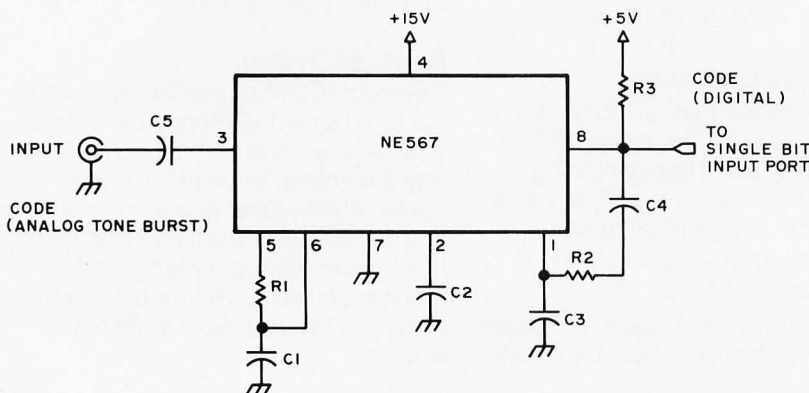 +15V
+5V
4
R3
CODE
(DIGITAL)
C5
3
NE567
8
TO
SINGLE BIT
INPUT PORT
INPUT
CODE
(ANALOG TONE BURST)
C4
5
6
7
2
1
R1
C2
R2
C3
C1